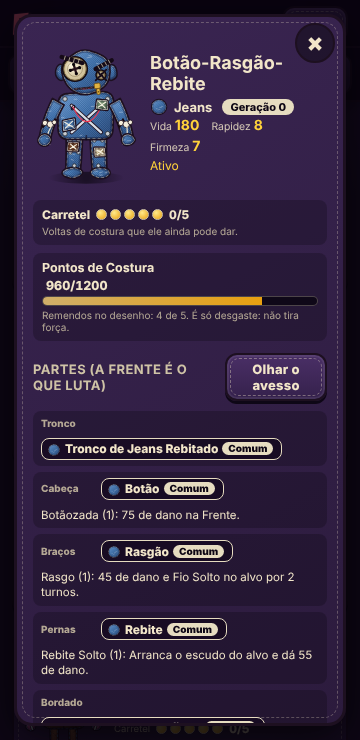 Botão-Rasgão-
Rebite
Jeans Geração 0
Vida 180 Rapidez 8
Firmeza 7
Ativo
Carretel 0/5
Voltas de costura que ele ainda pode dar.
Pontos de Costura
960/1200
Remendos no desenho: 4 de 5. É só desgaste: não tira
força.
PARTES (A FRENTE É O
QUE LUTA)
Olhar o
avesso
Tronco
Tronco de Jeans Rebitado Comum
Cabeça Botão Comum
Botãozada (1): 75 de dano na Frente.
Braços Rasgão Comum
Rasgo (1): 45 de dano e Fio Solto no alvo por 2
turnos.
Pernas Rebite Comum
Rebite Solto (1): Arranca o escudo do alvo e dá 55
de dano.
Bordado
Carretel 0/5